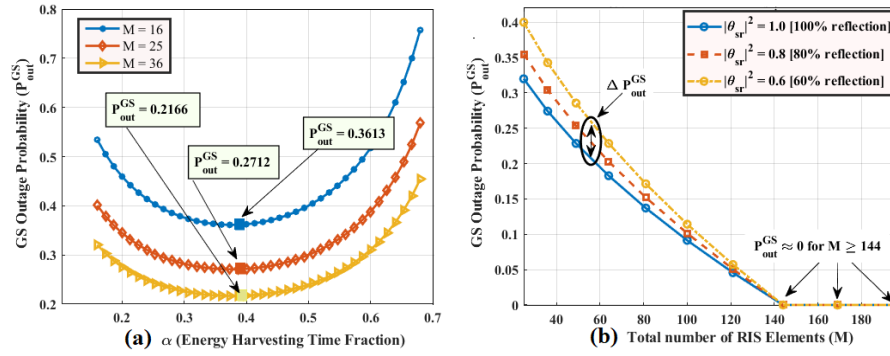 M = 16
M = 25
M = 36
P_out^GS = 0.2166
P_out^GS = 0.3613
P_out^GS = 0.2712
GS Outage Probability (P_out^GS)
0.8
0.7
0.6
0.5
0.4
0.3
0.2
0.2 0.3 0.4 0.5 0.6 0.7
(a) α (Energy Harvesting Time Fraction)
|θ_sr|² = 1.0 [100% reflection]
|θ_sr|² = 0.8 [80% reflection]
|θ_sr|² = 0.6 [60% reflection]
Δ P_out^GS
P_out^GS ≈ 0 for M ≥ 144
GS Outage Probability (P_out^GS)
0.4
0.35
0.3
0.25
0.2
0.15
0.1
0.05
0
40 60 80 100 120 140 160 180
(b) Total number of RIS Elements (M)